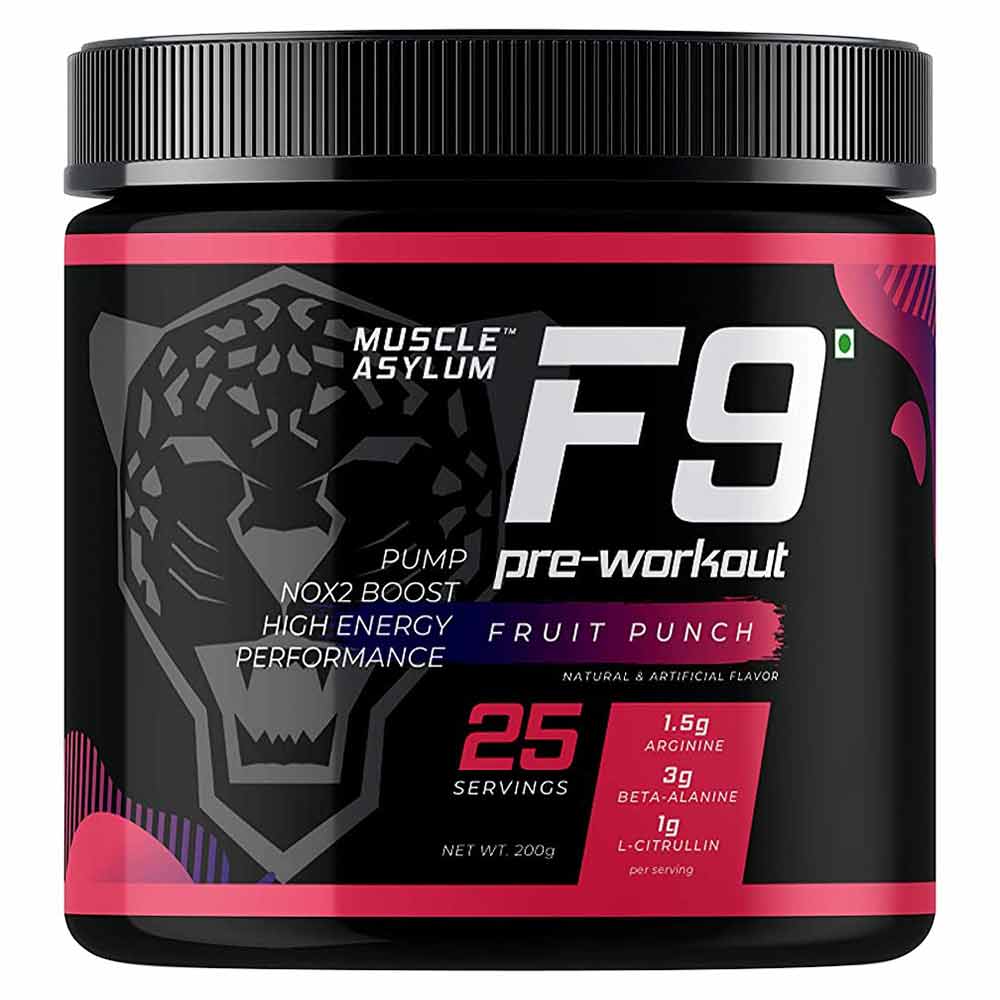 MUSCLE™
ASYLUM
F9
pre-workout
PUMP
NOX2 BOOST
HIGH ENERGY
PERFORMANCE
FRUIT PUNCH
NATURAL & ARTIFICIAL FLAVOR
25
SERVINGS
NET WT. 200g
1.5g
ARGININE
3g
BETA-ALANINE
1g
L-CITRULLIN
per serving